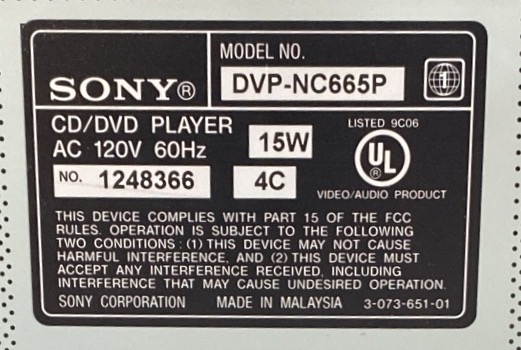 SONY®
MODEL NO.
DVP-NC665P
1
CD/DVD PLAYER
AC 120V 60Hz
15W
NO. 1248366
4C
LISTED 9C06
UL
®
VIDEO/AUDIO PRODUCT
THIS DEVICE COMPLIES WITH PART 15 OF THE FCC
RULES. OPERATION IS SUBJECT TO THE FOLLOWING
TWO CONDITIONS : (1) THIS DEVICE MAY NOT CAUSE
HARMFUL INTERFERENCE, AND (2) THIS DEVICE MUST
ACCEPT ANY INTERFERENCE RECEIVED, INCLUDING
INTERFERENCE THAT MAY CAUSE UNDESIRED OPERATION.
SONY CORPORATION MADE IN MALAYSIA 3-073-651-01